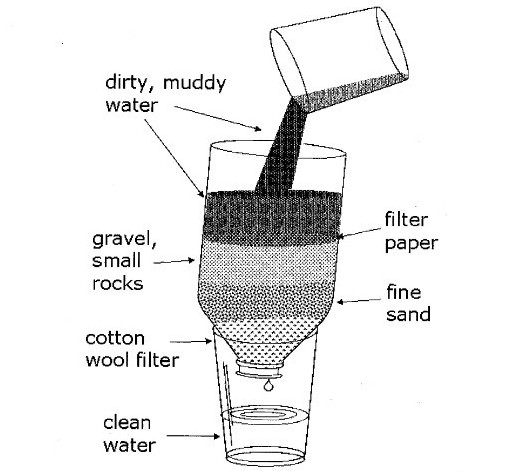 dirty, muddy
water
filter
paper
gravel,
small
rocks
fine
sand
cotton
wool filter
clean
water